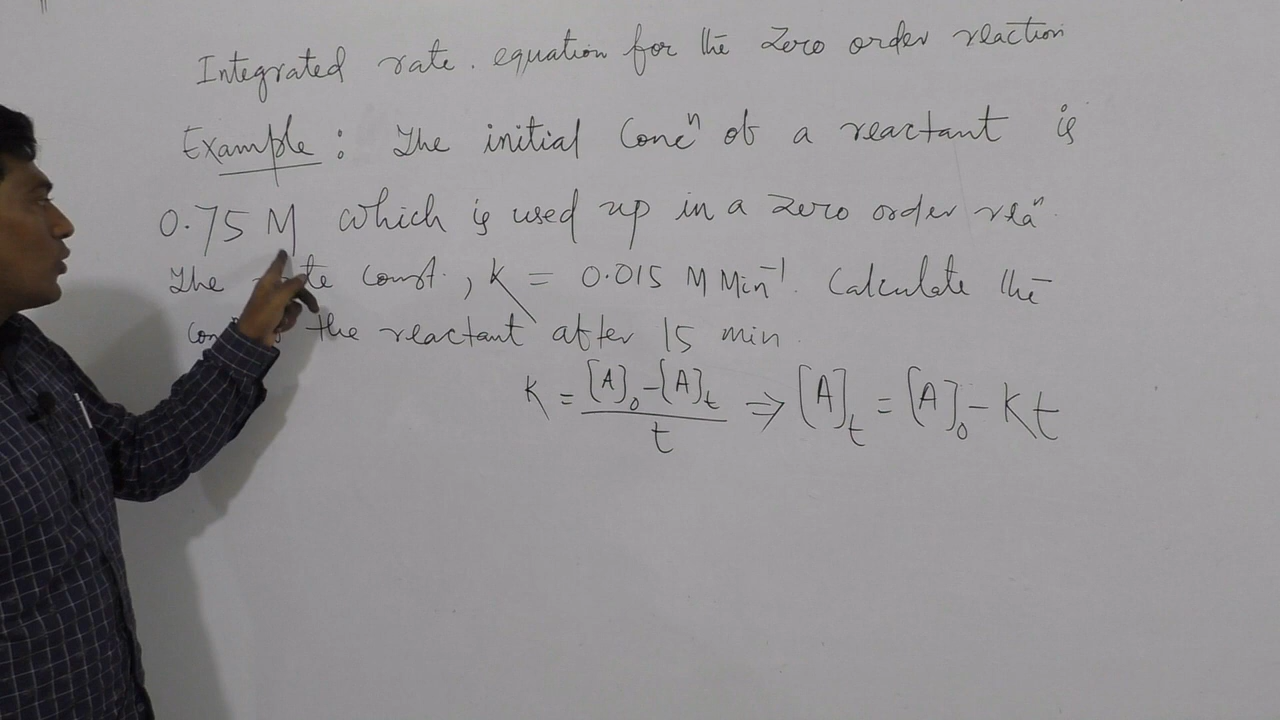 Integrated rate. equation for the Zero order reaction
Example: The initial Concⁿ of a reactant is
0.75 M which is used up in a zero order reaⁿ.
The const., K = 0.015 M Min⁻¹. Calculate the
the reactant after 15 min.
K = [A]₀-[A]ₜ / t ⇒ [A]ₜ = [A]₀ - Kt